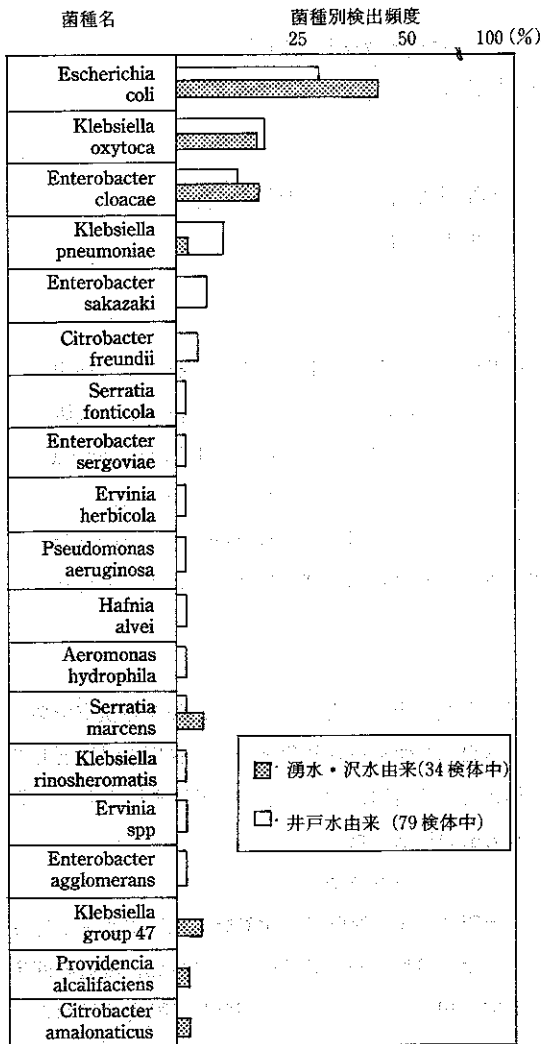 菌種名
菌種別検出頻度
25 50 100 (%)
Escherichia
coli
Klebsiella
oxytoca
Enterobacter
cloacae
Klebsiella
pneumoniae
Enterobacter
sakazaki
Citrobacter
freundii
Serratia
fonticola
Enterobacter
sergoviae
Ervinia
herbicola
Pseudomonas
aeruginosa
Hafnia
alvei
Aeromonas
hydrophila
Serratia
marcens
Klebsiella
rinosheromatis
Ervinia
spp
Enterobacter
agglomerans
Klebsiella
group 47
Providencia
alcalifaciens
Citrobacter
amalonaticus
湧水・沢水由来(34検体中)
井戸水由来 (79検体中)